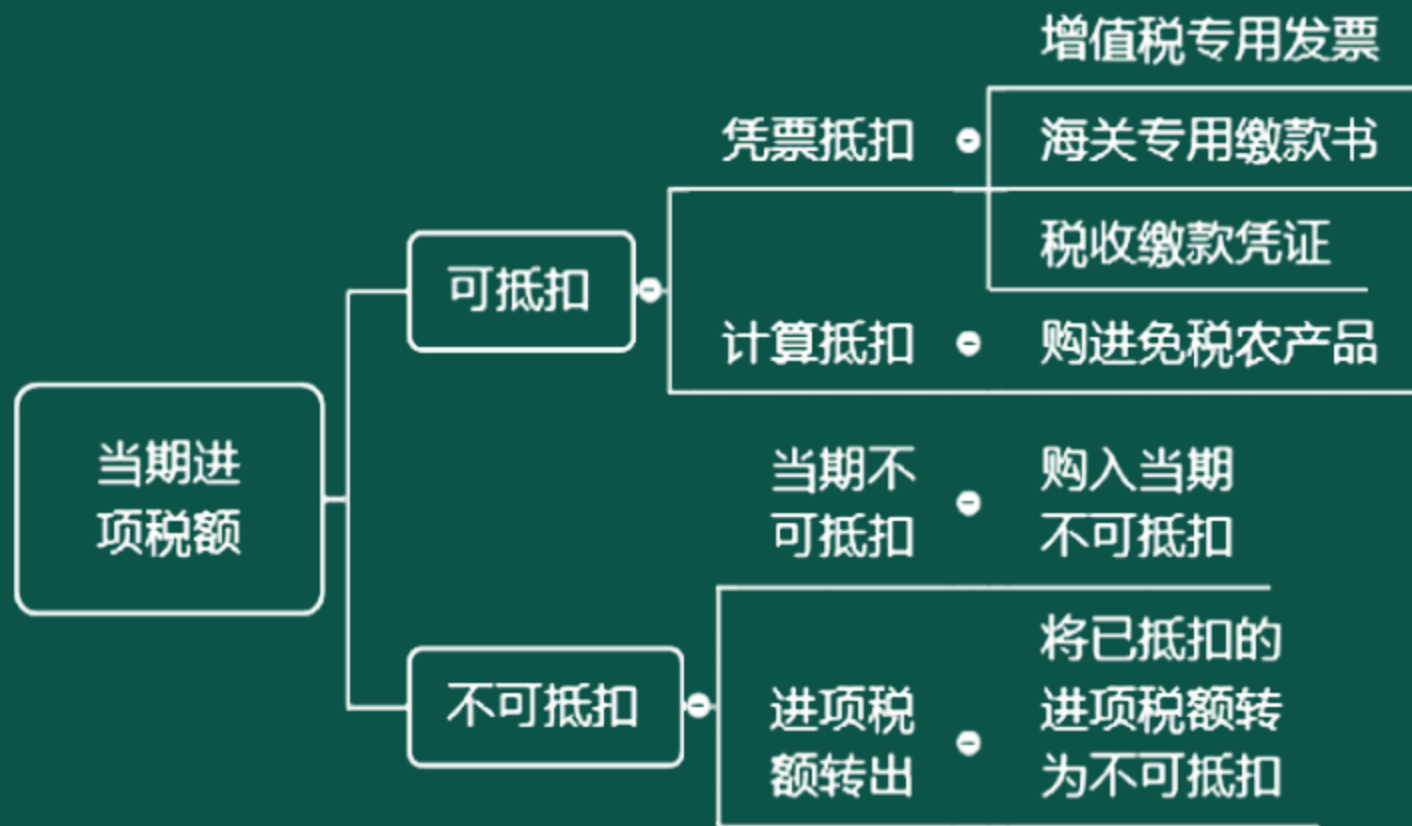 增值税专用发票
凭票抵扣
海关专用缴款书
税收缴款凭证
可抵扣
计算抵扣
购进免税农产品
当期进
项税额
当期不
可抵扣
购入当期
不可抵扣
不可抵扣
进项税
额转出
将已抵扣的
进项税额转
为不可抵扣